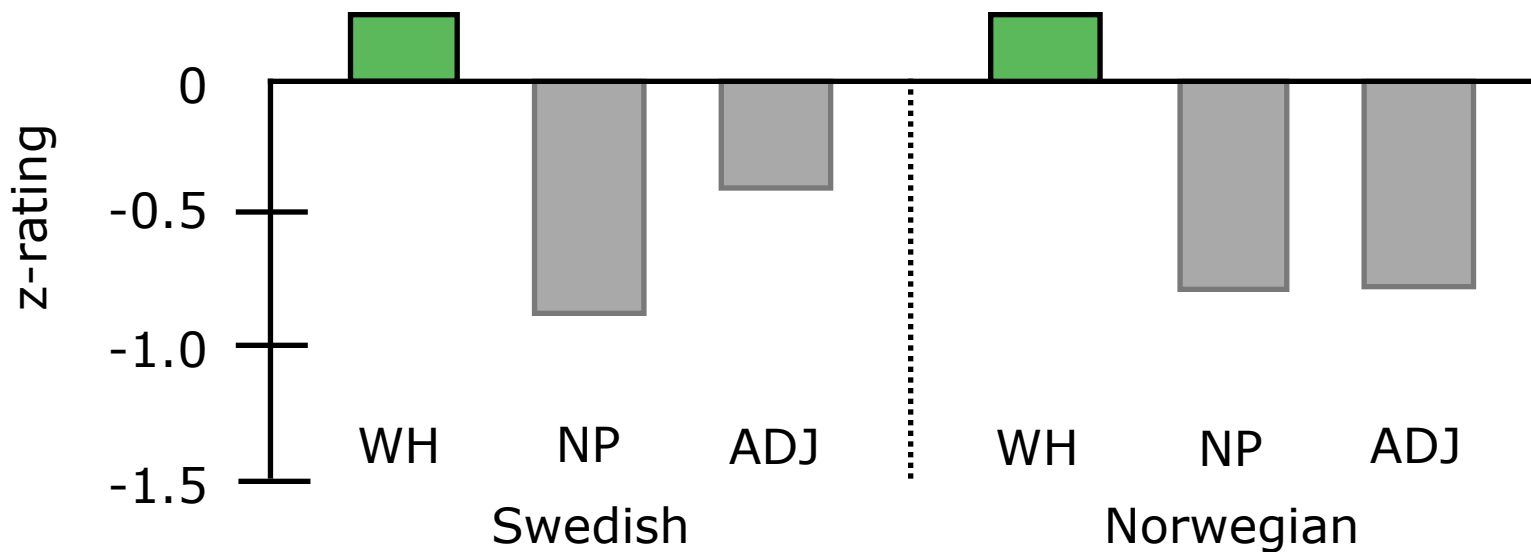 0
-0.5
-1.0
-1.5
z-rating
WH NP ADJ WH NP ADJ
Swedish Norwegian